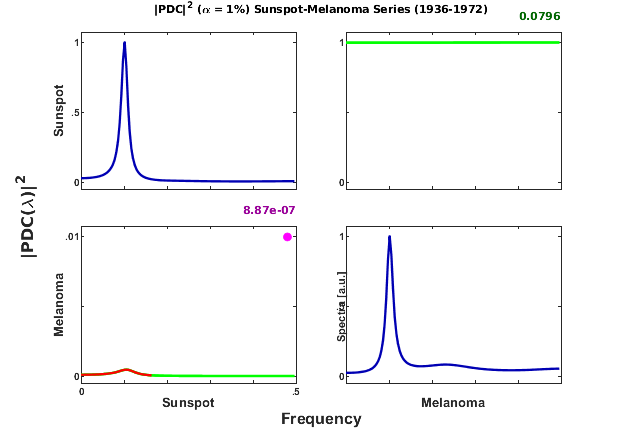 |PDC|² (α = 1%) Sunspot-Melanoma Series (1936-1972)
0.0796
1
.5
0
Sunspot
1
.5
0
|PDC(λ)|²
8.87e-07
.01
0
Melanoma
0
.5
Sunspot
1
0
Spectra [a.u.]
Melanoma
Frequency